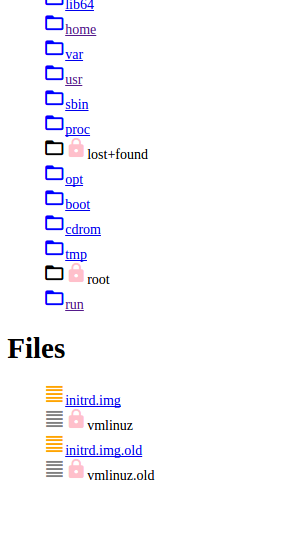 lib64
home
var
usr
sbin
proc
lost+found
opt
boot
cdrom
tmp
root
run
Files
initrd.img
vmlinuz
initrd.img.old
vmlinuz.old